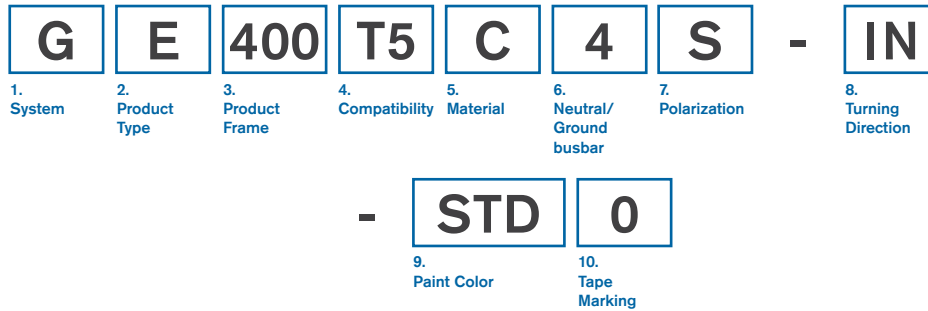 G E 400 T5 C 4 S - IN
1. 2. 3. 4. 5. 6. 7. 8.
System Product Product Compatibility Material Neutral/ Polarization Turning
Type Frame Ground Direction
busbar
- STD 0
9. 10.
Paint Color Tape
Marking